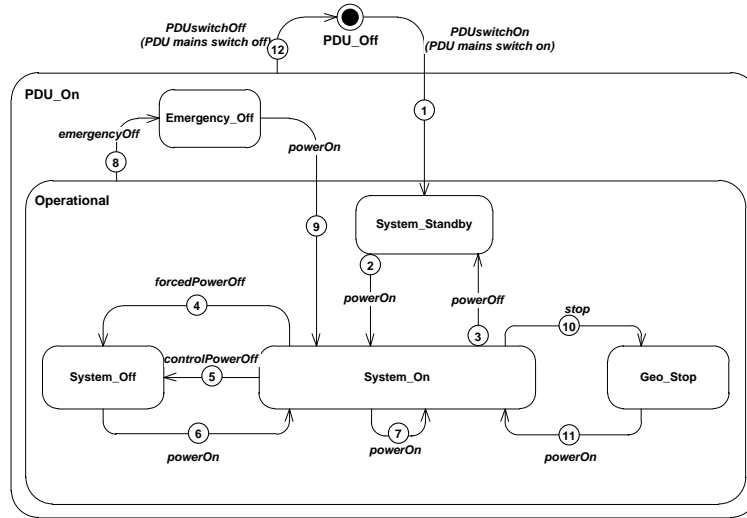 PDUswitchOff
(PDU mains switch off)
12
PDU_Off
PDUswitchOn
(PDU mains switch on)
PDU_On
1
Emergency_Off
emergencyOff
8
powerOn
Operational
9
System_Standby
2
forcedPowerOff
powerOn
powerOff
4
3
stop
10
controlPowerOff
System_Off
5
System_On
Geo_Stop
6
7
11
powerOn
powerOn
powerOn